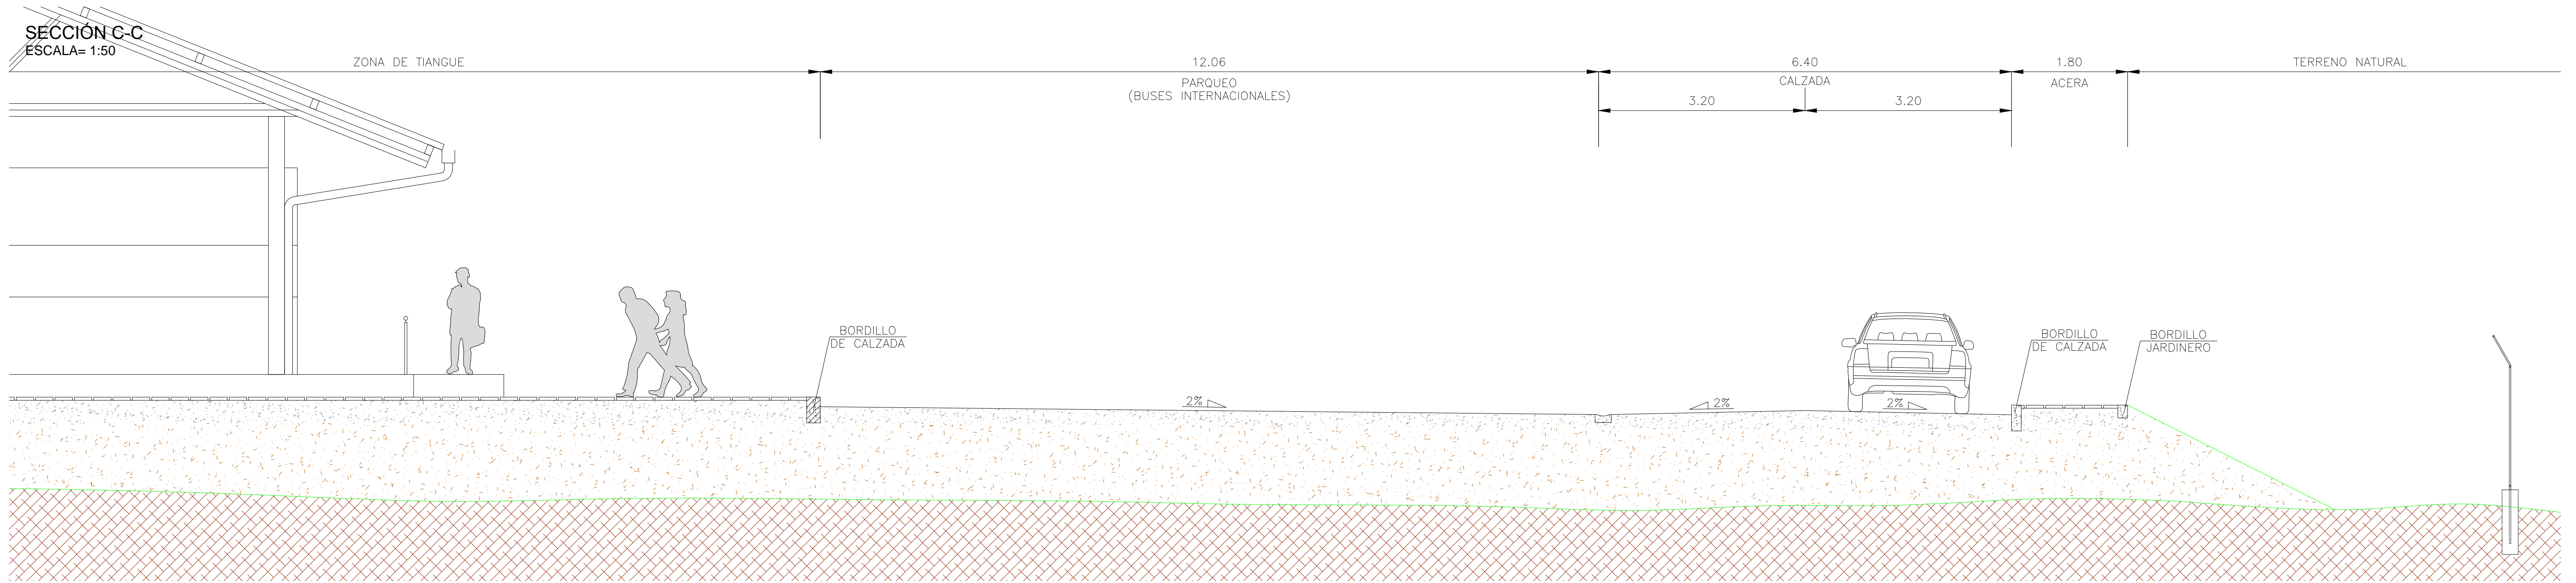 SECCIÓN C-C
ESCALA= 1:50
ZONA DE TIANGUE
12.06
PARQUEO
(BUSES INTERNACIONALES)
6.40
CALZADA
3.20
3.20
1.80
ACERA
TERRENO NATURAL
BORDILLO
DE CALZADA
2%
2%
2%
BORDILLO
DE CALZADA
BORDILLO
JARDINERO